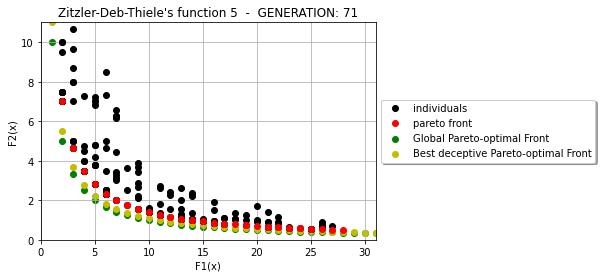 Zitzler-Deb-Thiele's function 5 - GENERATION: 71
10
8
6
4
2
0
F2(x)
0 5 10 15 20 25 30
F1(x)
individuals
pareto front
Global Pareto-optimal Front
Best deceptive Pareto-optimal Front